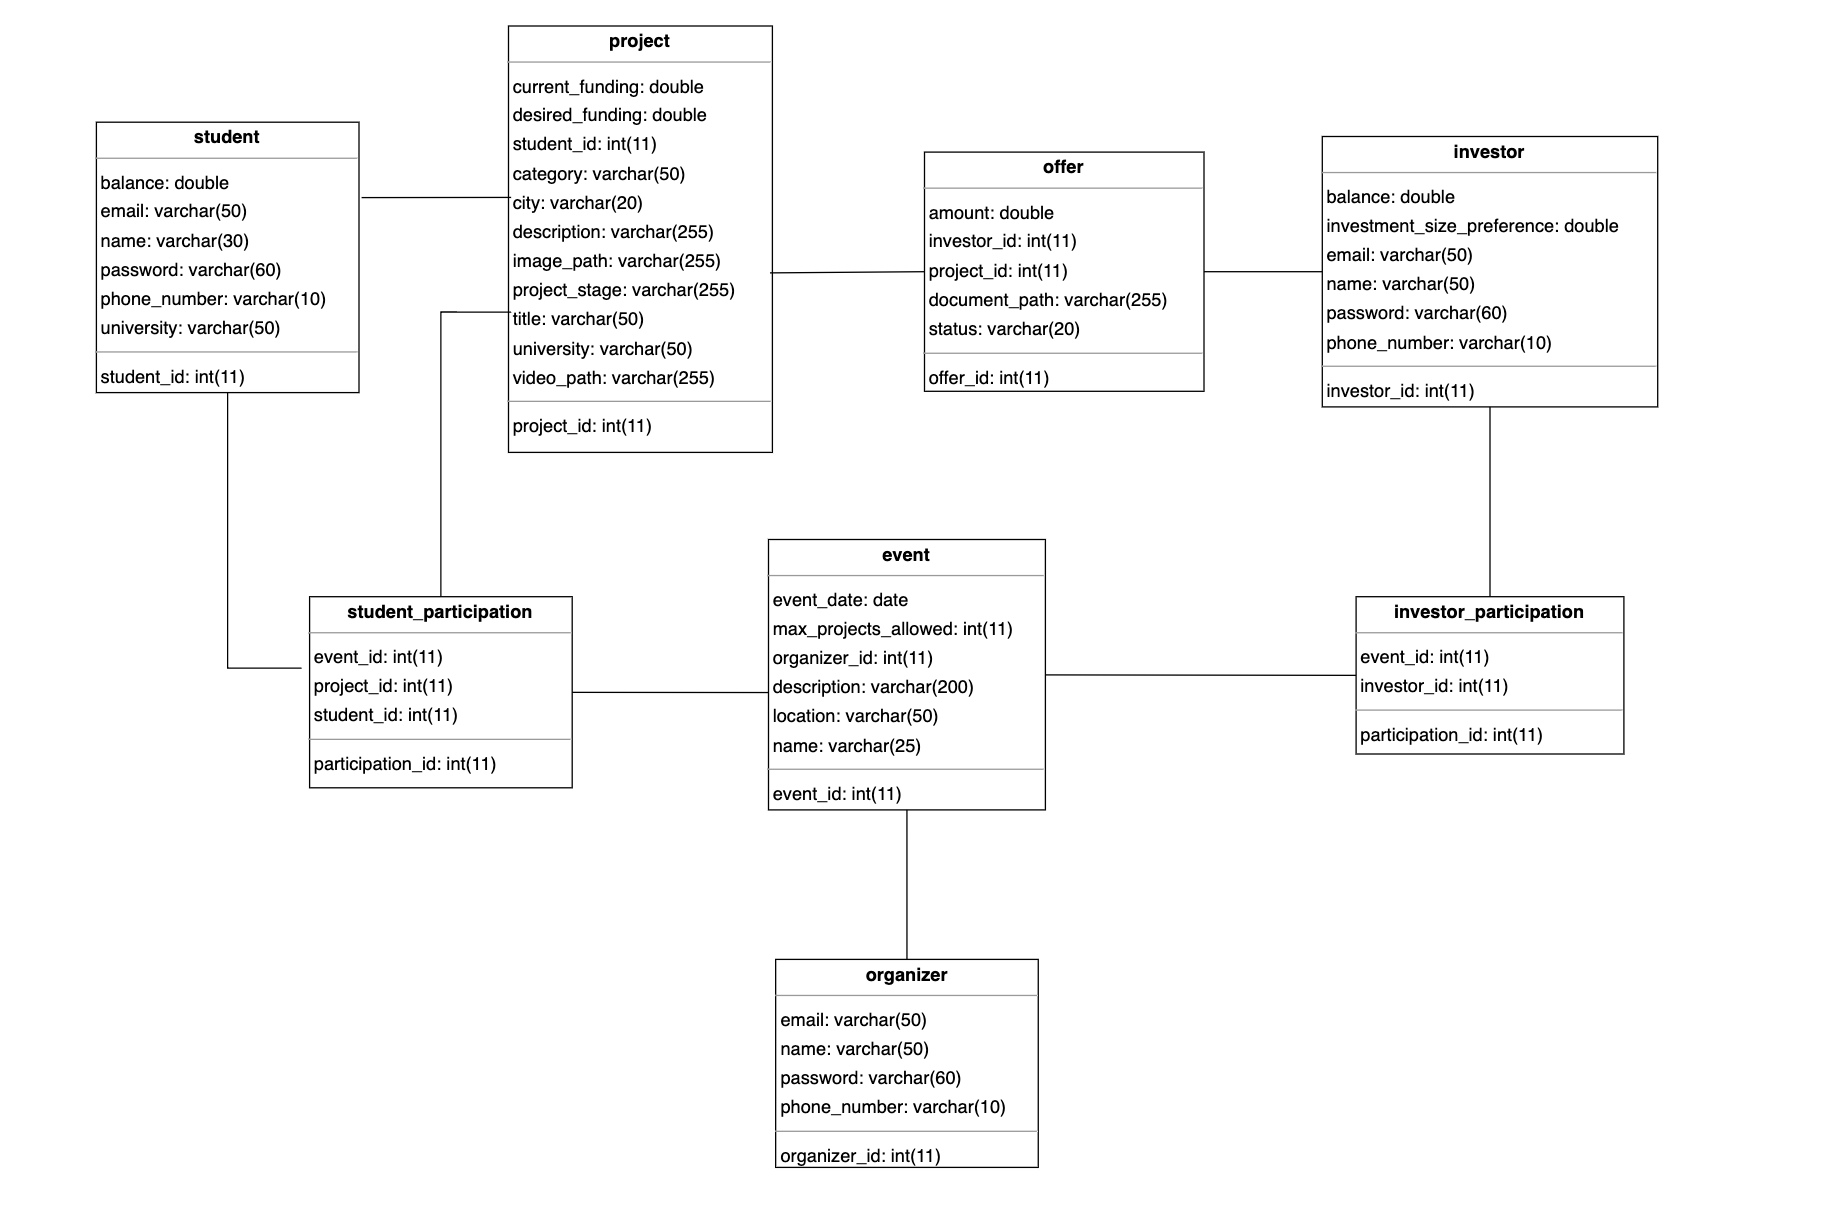 project
current_funding: double
desired_funding: double
student_id: int(11)
category: varchar(50)
city: varchar(20)
description: varchar(255)
image_path: varchar(255)
project_stage: varchar(255)
title: varchar(50)
university: varchar(50)
video_path: varchar(255)
project_id: int(11)
student
balance: double
email: varchar(50)
name: varchar(30)
password: varchar(60)
phone_number: varchar(10)
university: varchar(50)
student_id: int(11)
offer
amount: double
investor_id: int(11)
project_id: int(11)
document_path: varchar(255)
status: varchar(20)
offer_id: int(11)
investor
balance: double
investment_size_preference: double
email: varchar(50)
name: varchar(50)
password: varchar(60)
phone_number: varchar(10)
investor_id: int(11)
student_participation
event_id: int(11)
project_id: int(11)
student_id: int(11)
participation_id: int(11)
event
event_date: date
max_projects_allowed: int(11)
organizer_id: int(11)
description: varchar(200)
location: varchar(50)
name: varchar(25)
event_id: int(11)
investor_participation
event_id: int(11)
investor_id: int(11)
participation_id: int(11)
organizer
email: varchar(50)
name: varchar(50)
password: varchar(60)
phone_number: varchar(10)
organizer_id: int(11)